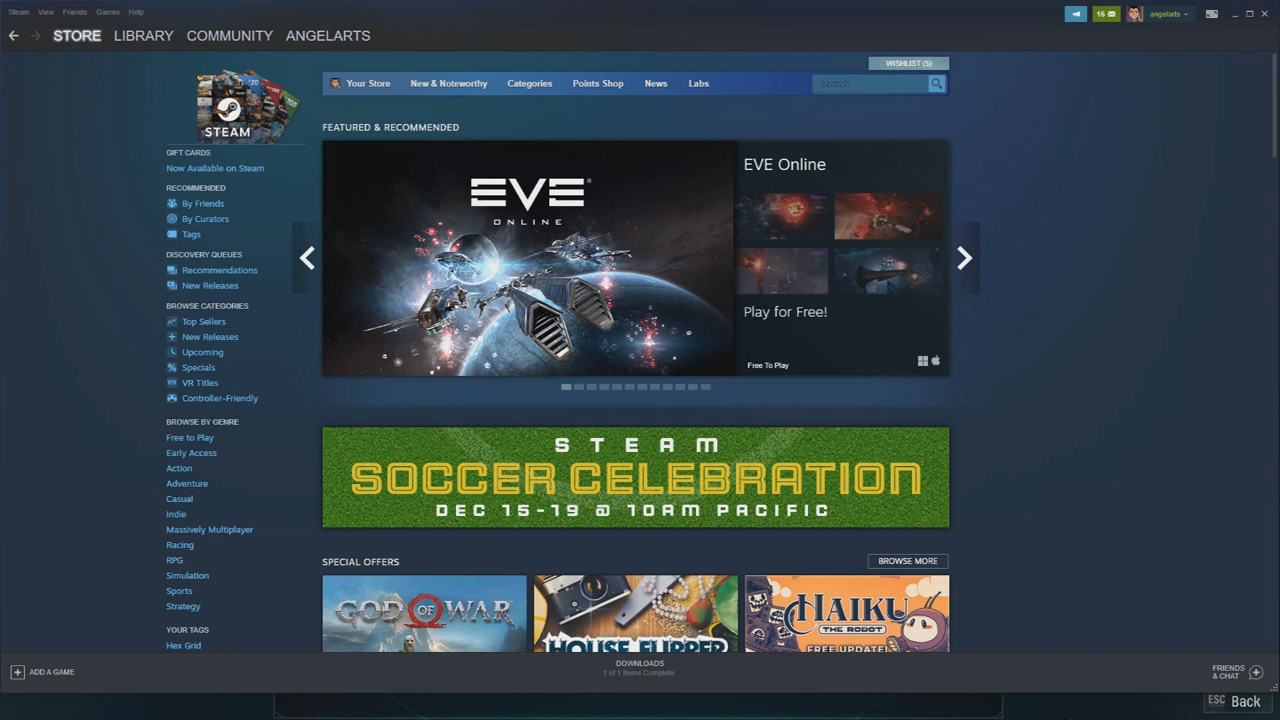 Steam View Friends Games Help
16 angelarts
STORE LIBRARY COMMUNITY ANGELARTS
WISHLIST (5)
Your Store New & Noteworthy Categories Points Shop News Labs search
STEAM
GIFT CARDS
Now Available on Steam
RECOMMENDED
By Friends
By Curators
Tags
DISCOVERY QUEUES
Recommendations
New Releases
BROWSE CATEGORIES
Top Sellers
New Releases
Upcoming
Specials
VR Titles
Controller-Friendly
BROWSE BY GENRE
Free to Play
Early Access
Action
Adventure
Casual
Indie
Massively Multiplayer
Racing
RPG
Simulation
Sports
Strategy
YOUR TAGS
Hex Grid
FEATURED & RECOMMENDED
EVE
ONLINE
EVE Online
Play for Free!
Free To Play
STEAM
SOCCER CELEBRATION
DEC 15-19 @ 10AM PACIFIC
SPECIAL OFFERS
BROWSE MORE
GOD OF WAR
HOUSE FLIPPER
HAIKU
THE ROBOT
FREE UPDATE!
ADD A GAME
DOWNLOADS
1 of 1 Items Complete
FRIENDS
& CHAT
ESC Back